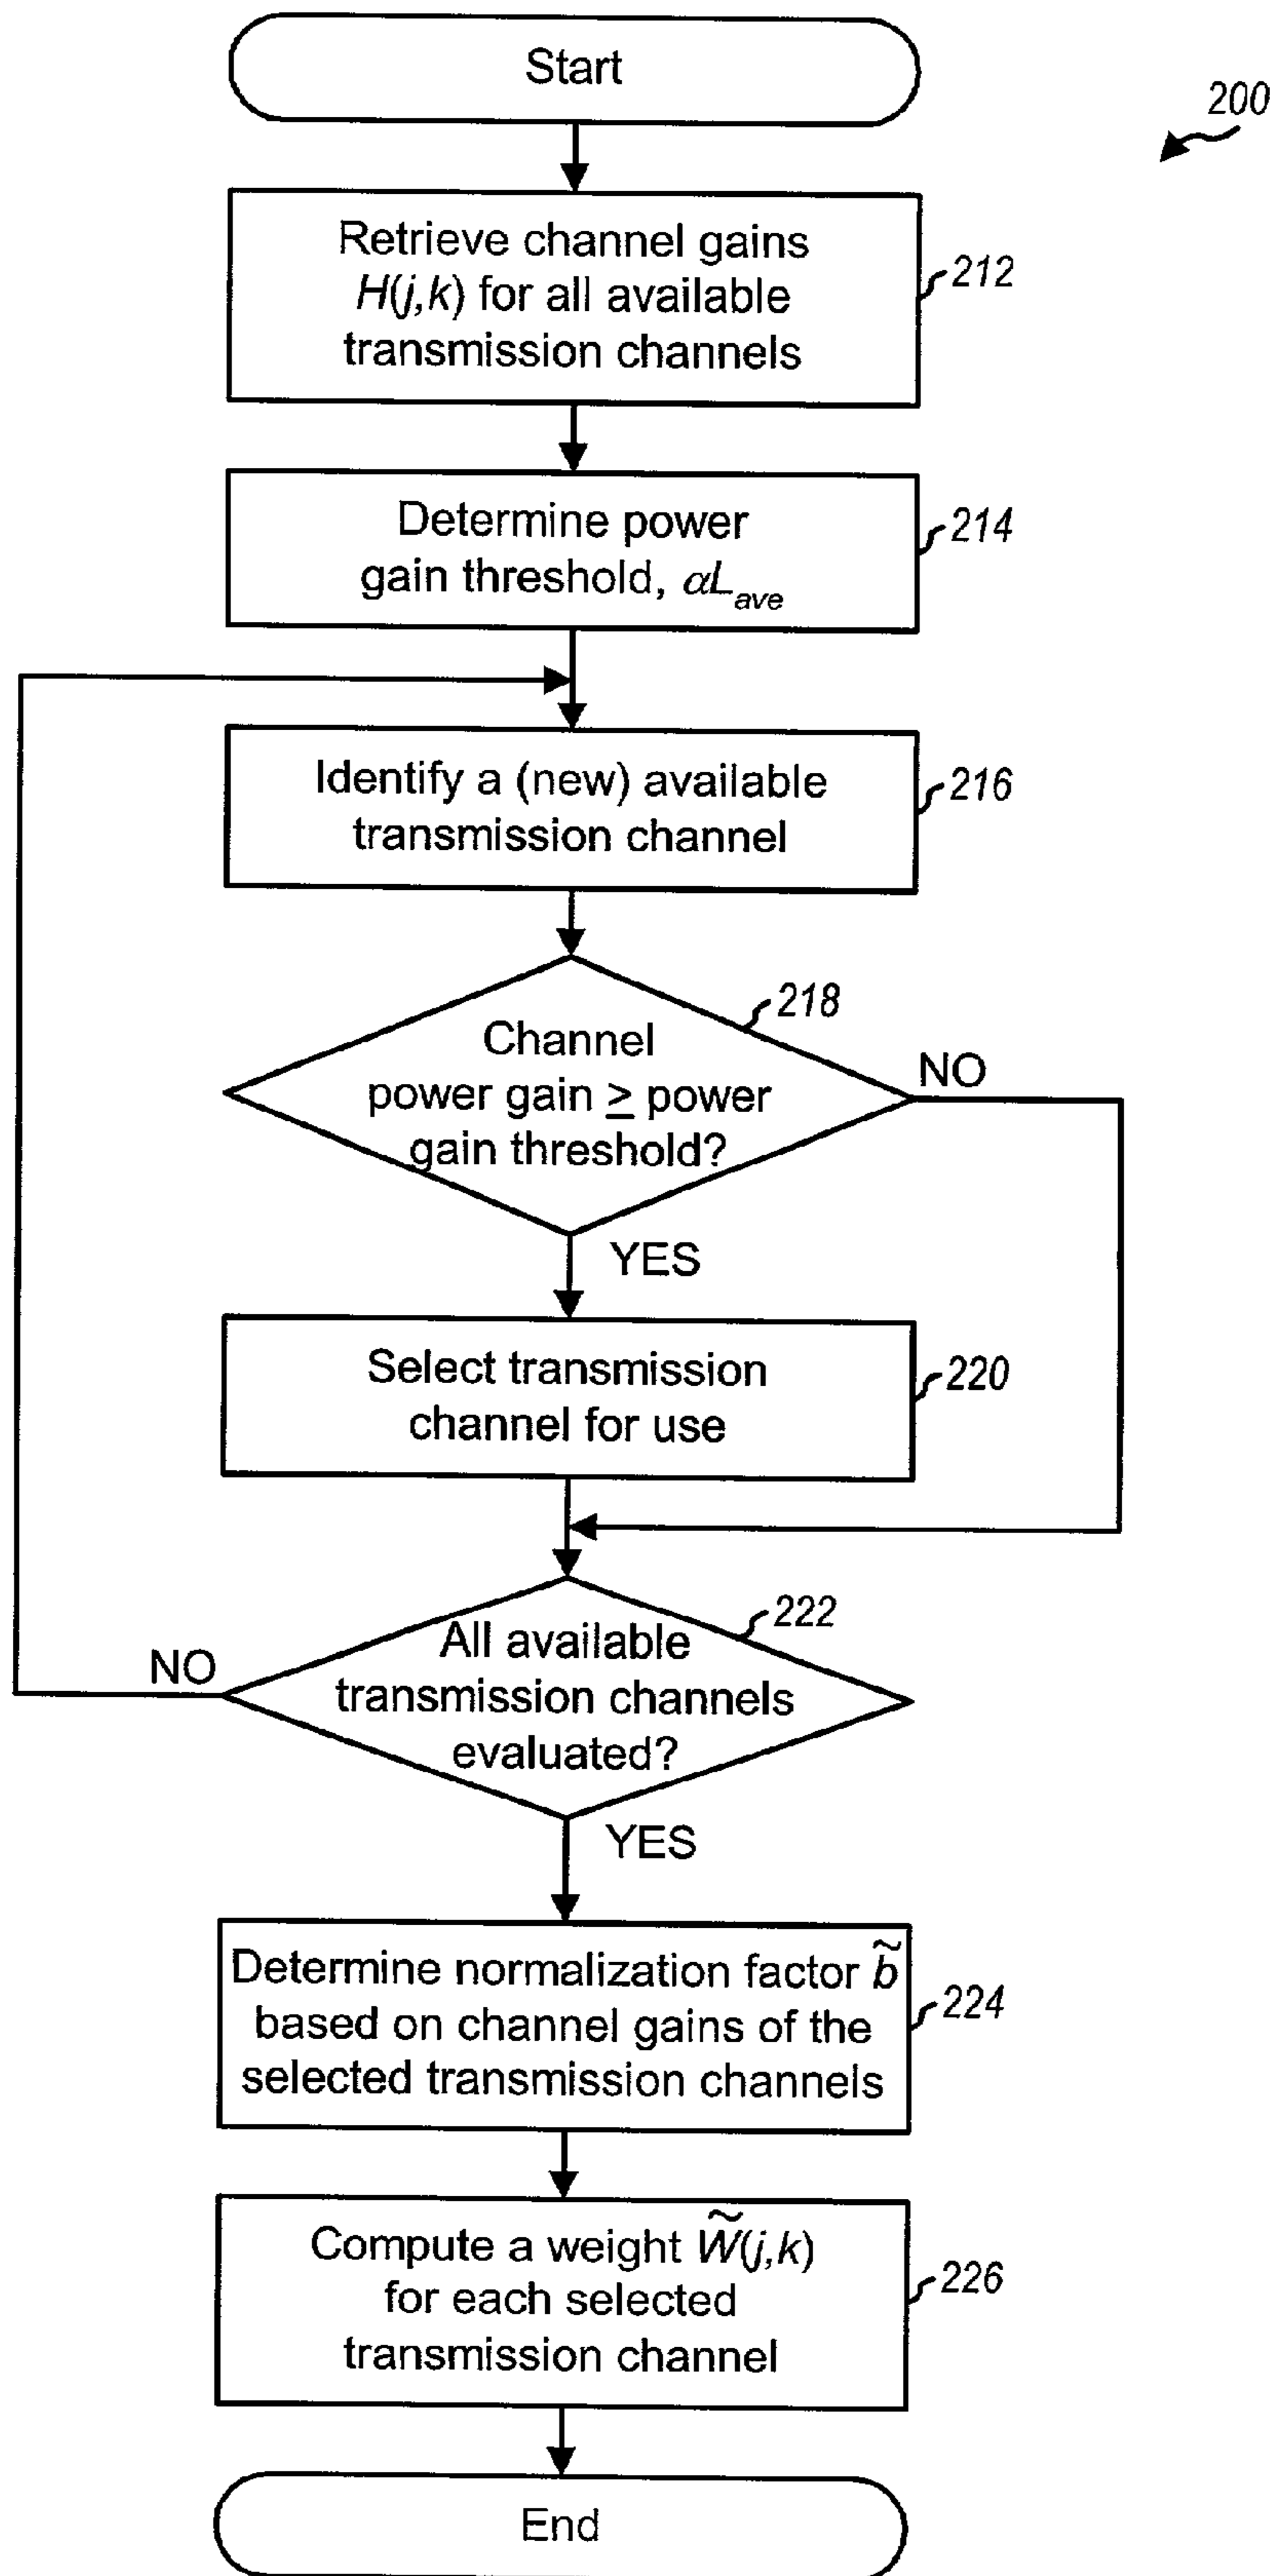 Start
200
Retrieve channel gains
H(j,k) for all available
transmission channels
212
Determine power
gain threshold, αL_ave
214
Identify a (new) available
transmission channel
216
218
Channel
power gain ≥ power
gain threshold?
NO
YES
Select transmission
channel for use
220
222
All available
transmission channels
evaluated?
NO
YES
Determine normalization factor b̃
based on channel gains of the
selected transmission channels
224
Compute a weight W̃(j,k)
for each selected
transmission channel
226
End